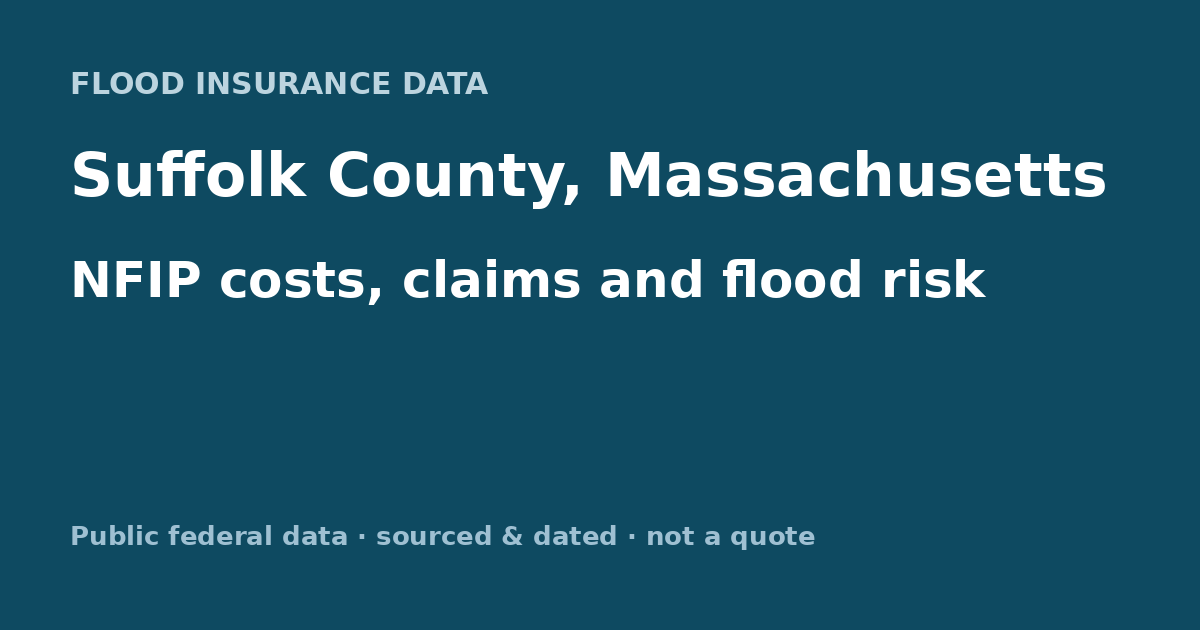 FLOOD INSURANCE DATA
Suffolk County, Massachusetts
NFIP costs, claims and flood risk
Public federal data · sourced & dated · not a quote